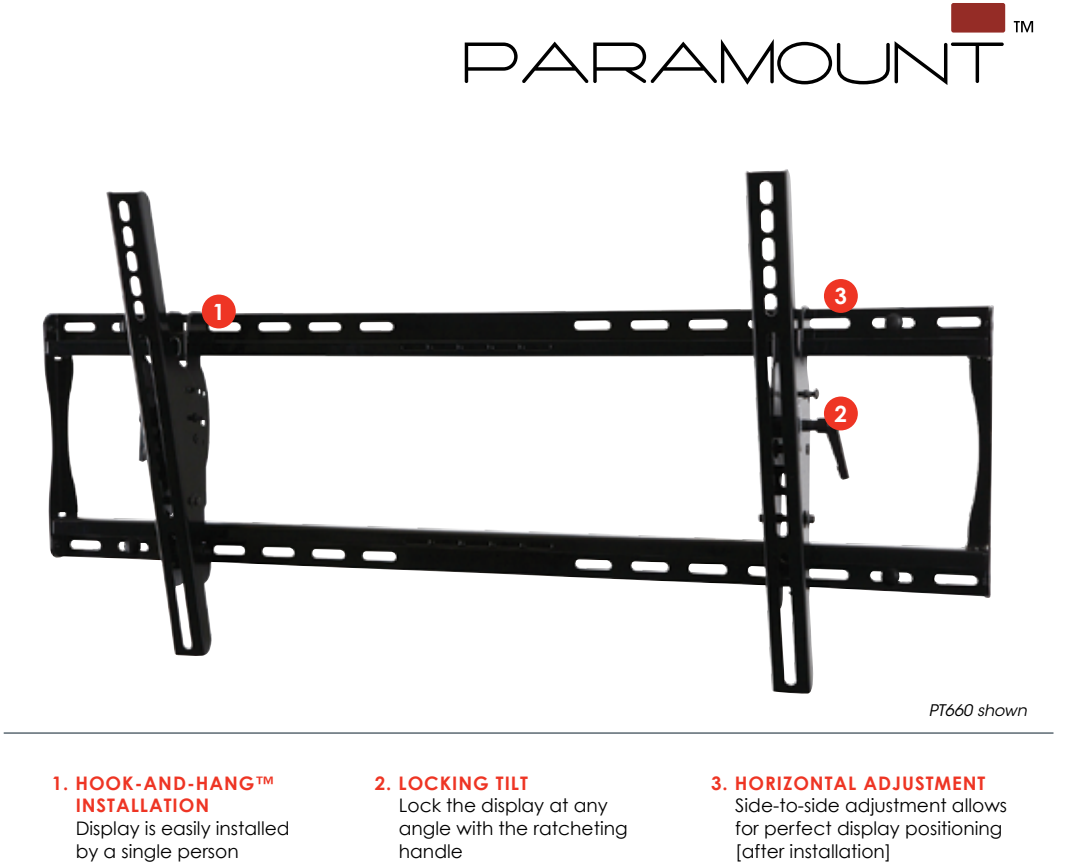 PARAMOUNT™
1
3
2
PT660 shown
1. HOOK-AND-HANG™
INSTALLATION
Display is easily installed
by a single person
2. LOCKING TILT
Lock the display at any
angle with the ratcheting
handle
3. HORIZONTAL ADJUSTMENT
Side-to-side adjustment allows
for perfect display positioning
[after installation]